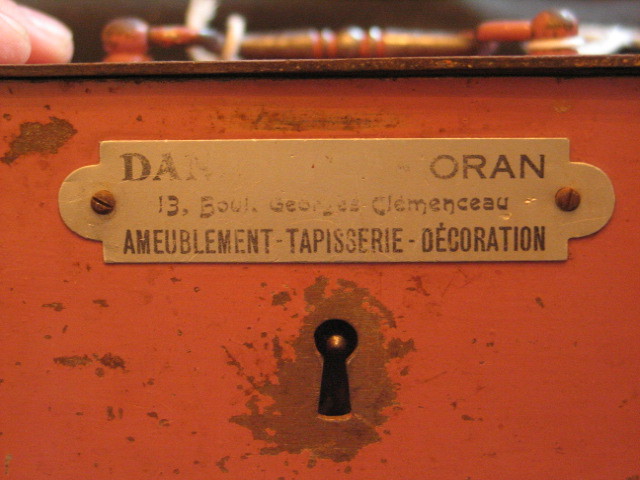 ORAN
13, Boul. Georges Clémenceau
AMEUBLEMENT - TAPISSERIE - DÉCORATION